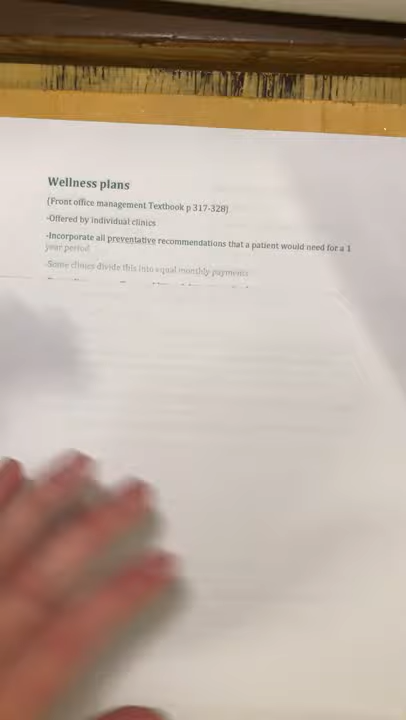 Wellness plans
(Front office management Textbook p 317-328)
-Offered by individual clinics
-Incorporate all preventative recommendations that a patient would need for a 1
year period
-Some clinics divide this into equal monthly payments